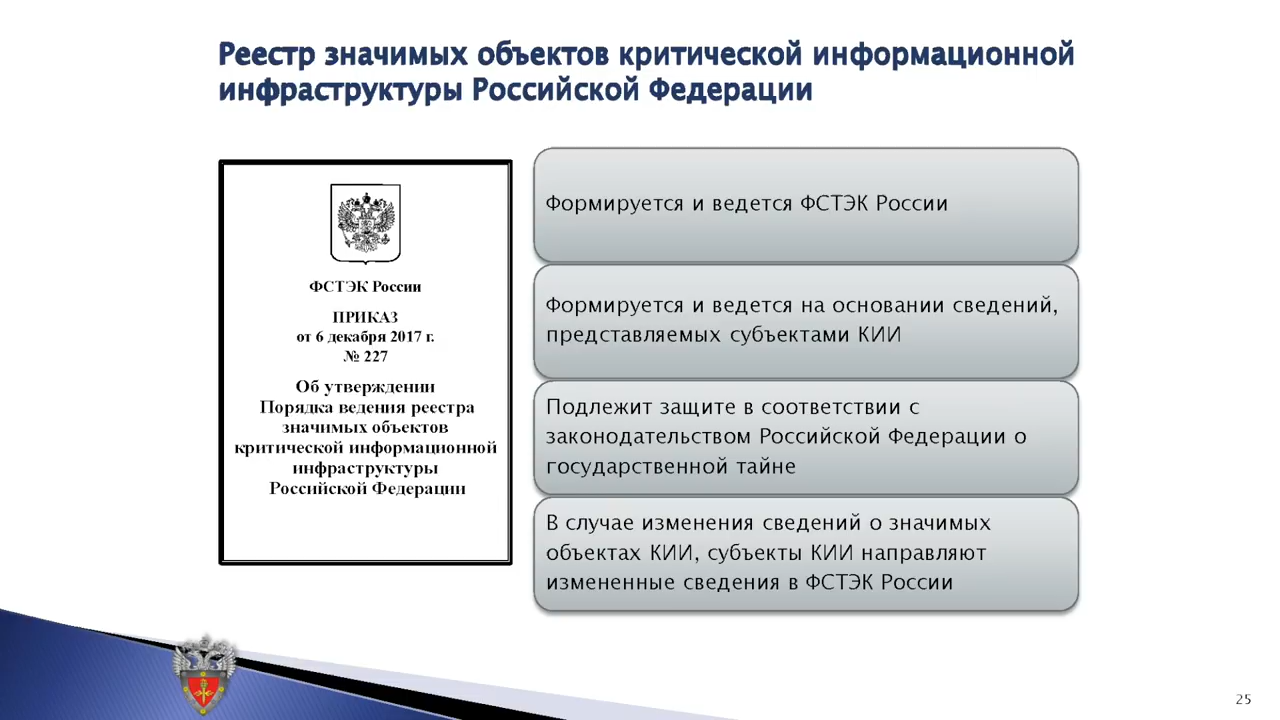 Реестр значимых объектов критической информационной
инфраструктуры Российской Федерации
ФСТЭК России
ПРИКАЗ
от 6 декабря 2017 г.
№ 227
Об утверждении
Порядка ведения реестра
значимых объектов
критической информационной
инфраструктуры
Российской Федерации
Формируется и ведется ФСТЭК России
Формируется и ведется на основании сведений,
представляемых субъектами КИИ
Подлежит защите в соответствии с
законодательством Российской Федерации о
государственной тайне
В случае изменения сведений о значимых
объектах КИИ, субъекты КИИ направляют
измененные сведения в ФСТЭК России
25